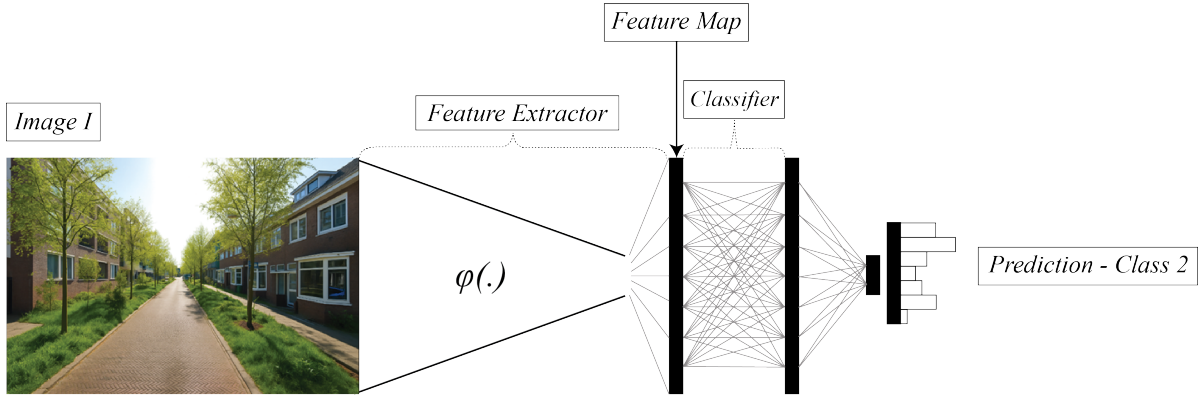 Feature Map
Image I
Feature Extractor
Classifier
φ(.)
Prediction - Class 2